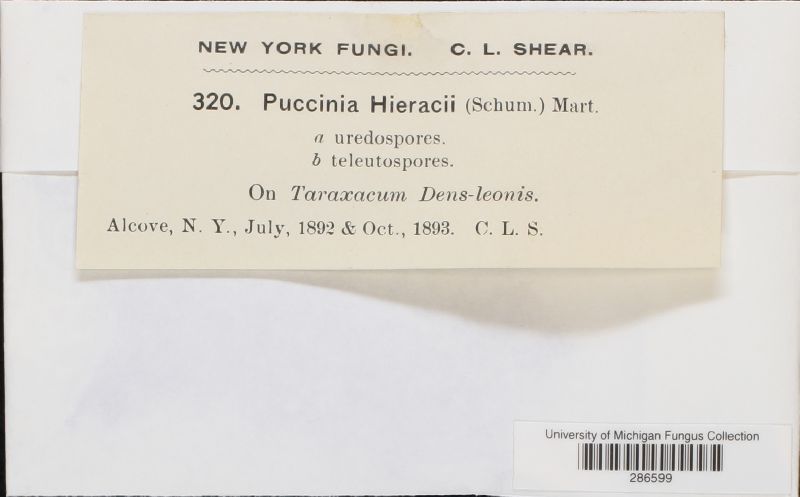 NEW YORK FUNGI. C. L. SHEAR.
320. Puccinia Hieracii (Schum.) Mart.
a uredospores.
b teleutospores.
On Taraxacum Dens-leonis.
Alcove, N. Y., July, 1892 & Oct., 1893. C. L. S.
University of Michigan Fungus Collection
286599